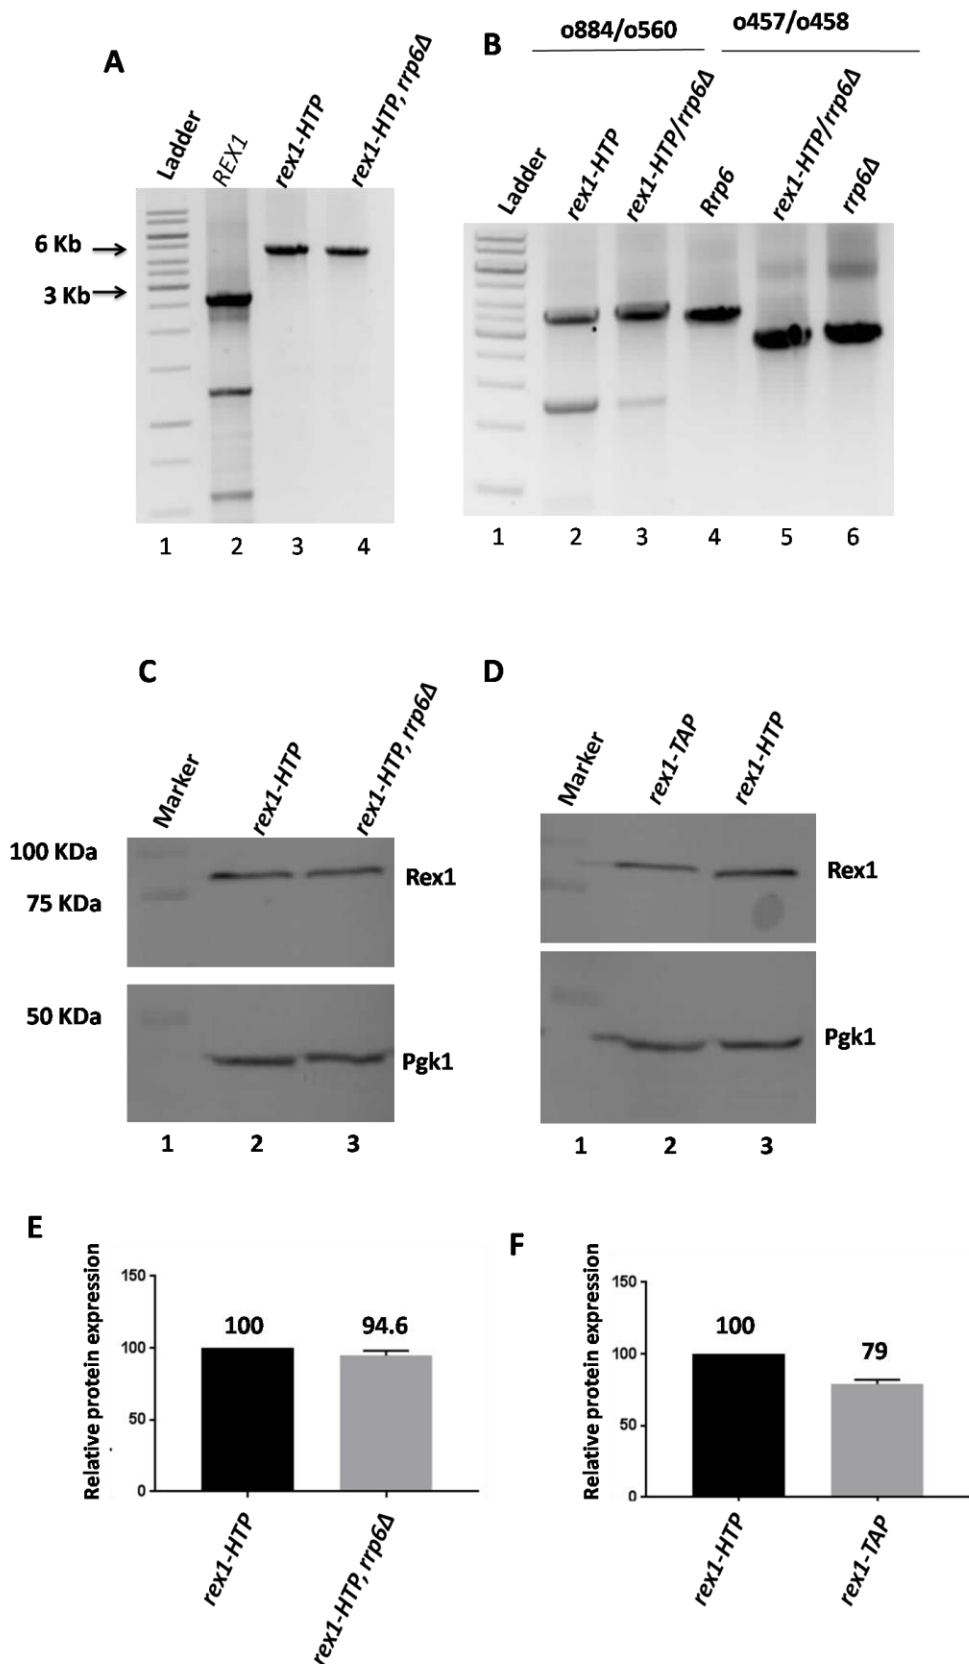 A
Ladder
REX1
rex1-HTP
rex1-HTP, rrp6Δ
6 Kb
3 Kb
1 2 3 4
B
o884/o560
o457/o458
Ladder
rex1-HTP
rex1-HTP/rrp6Δ
Rrp6
rex1-HTP/rrp6Δ
rrp6Δ
1 2 3 4 5 6
C
Marker
rex1-HTP
rex1-HTP, rrp6Δ
100 KDa
75 KDa
Rex1
50 KDa
Pgk1
1 2 3
D
Marker
rex1-TAP
rex1-HTP
Rex1
Pgk1
1 2 3
E
Relative protein expression
150
100
50
0
100
94.6
rex1-HTP
rex1-HTP, rrp6Δ
F
Relative protein expression
150
100
50
0
100
79
rex1-HTP
rex1-TAP